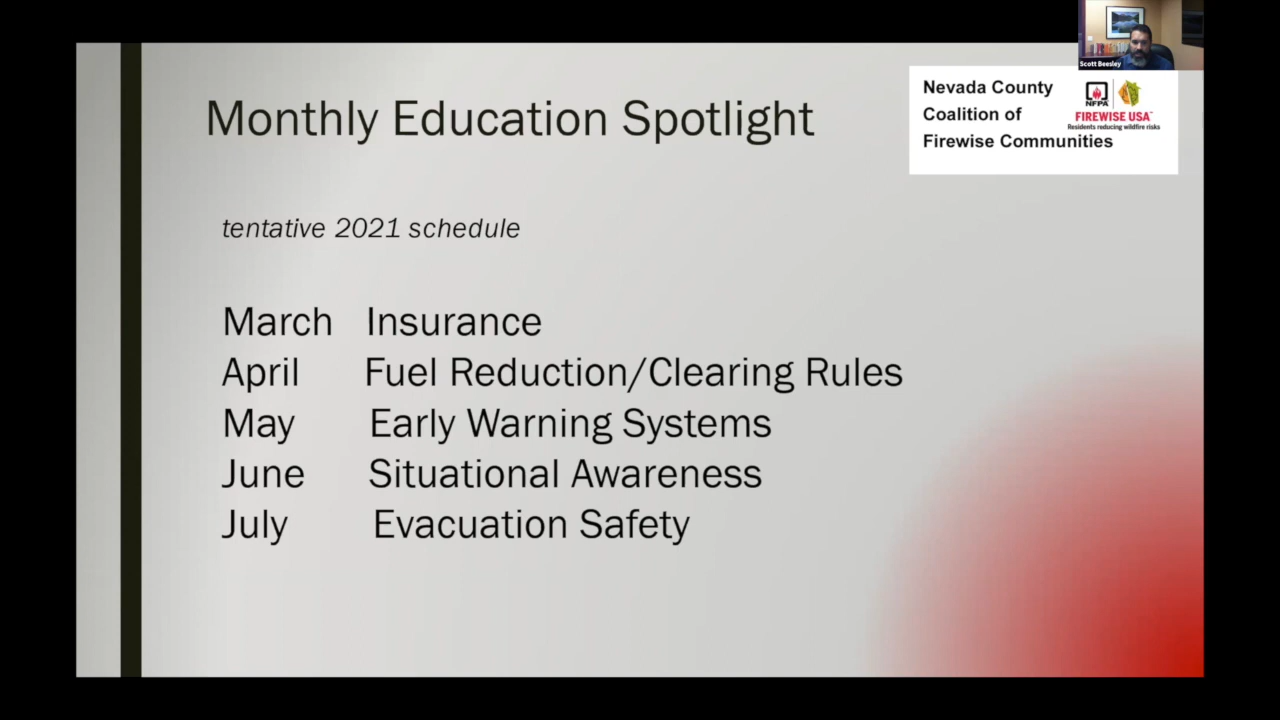 Scott Beesley
Monthly Education Spotlight
Nevada County
Coalition of
Firewise Communities
NFPA
FIREWISE USA™
Residents reducing wildfire risks
tentative 2021 schedule
March Insurance
April Fuel Reduction/Clearing Rules
May Early Warning Systems
June Situational Awareness
July Evacuation Safety